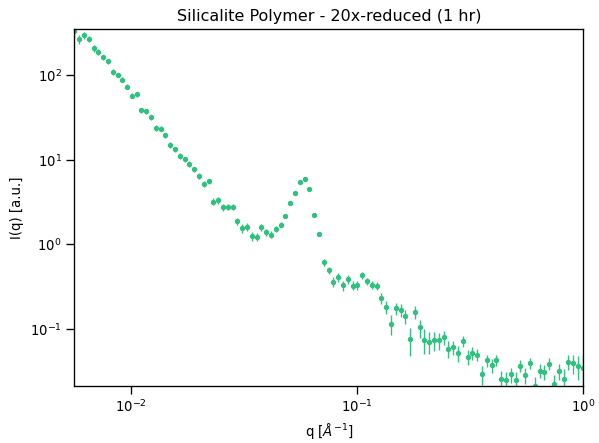 Silicalite Polymer - 20x-reduced (1 hr)
I(q) [a.u.]
10²
10¹
10⁰
10⁻¹
10⁻²
10⁻¹
10⁰
q [Å⁻¹]